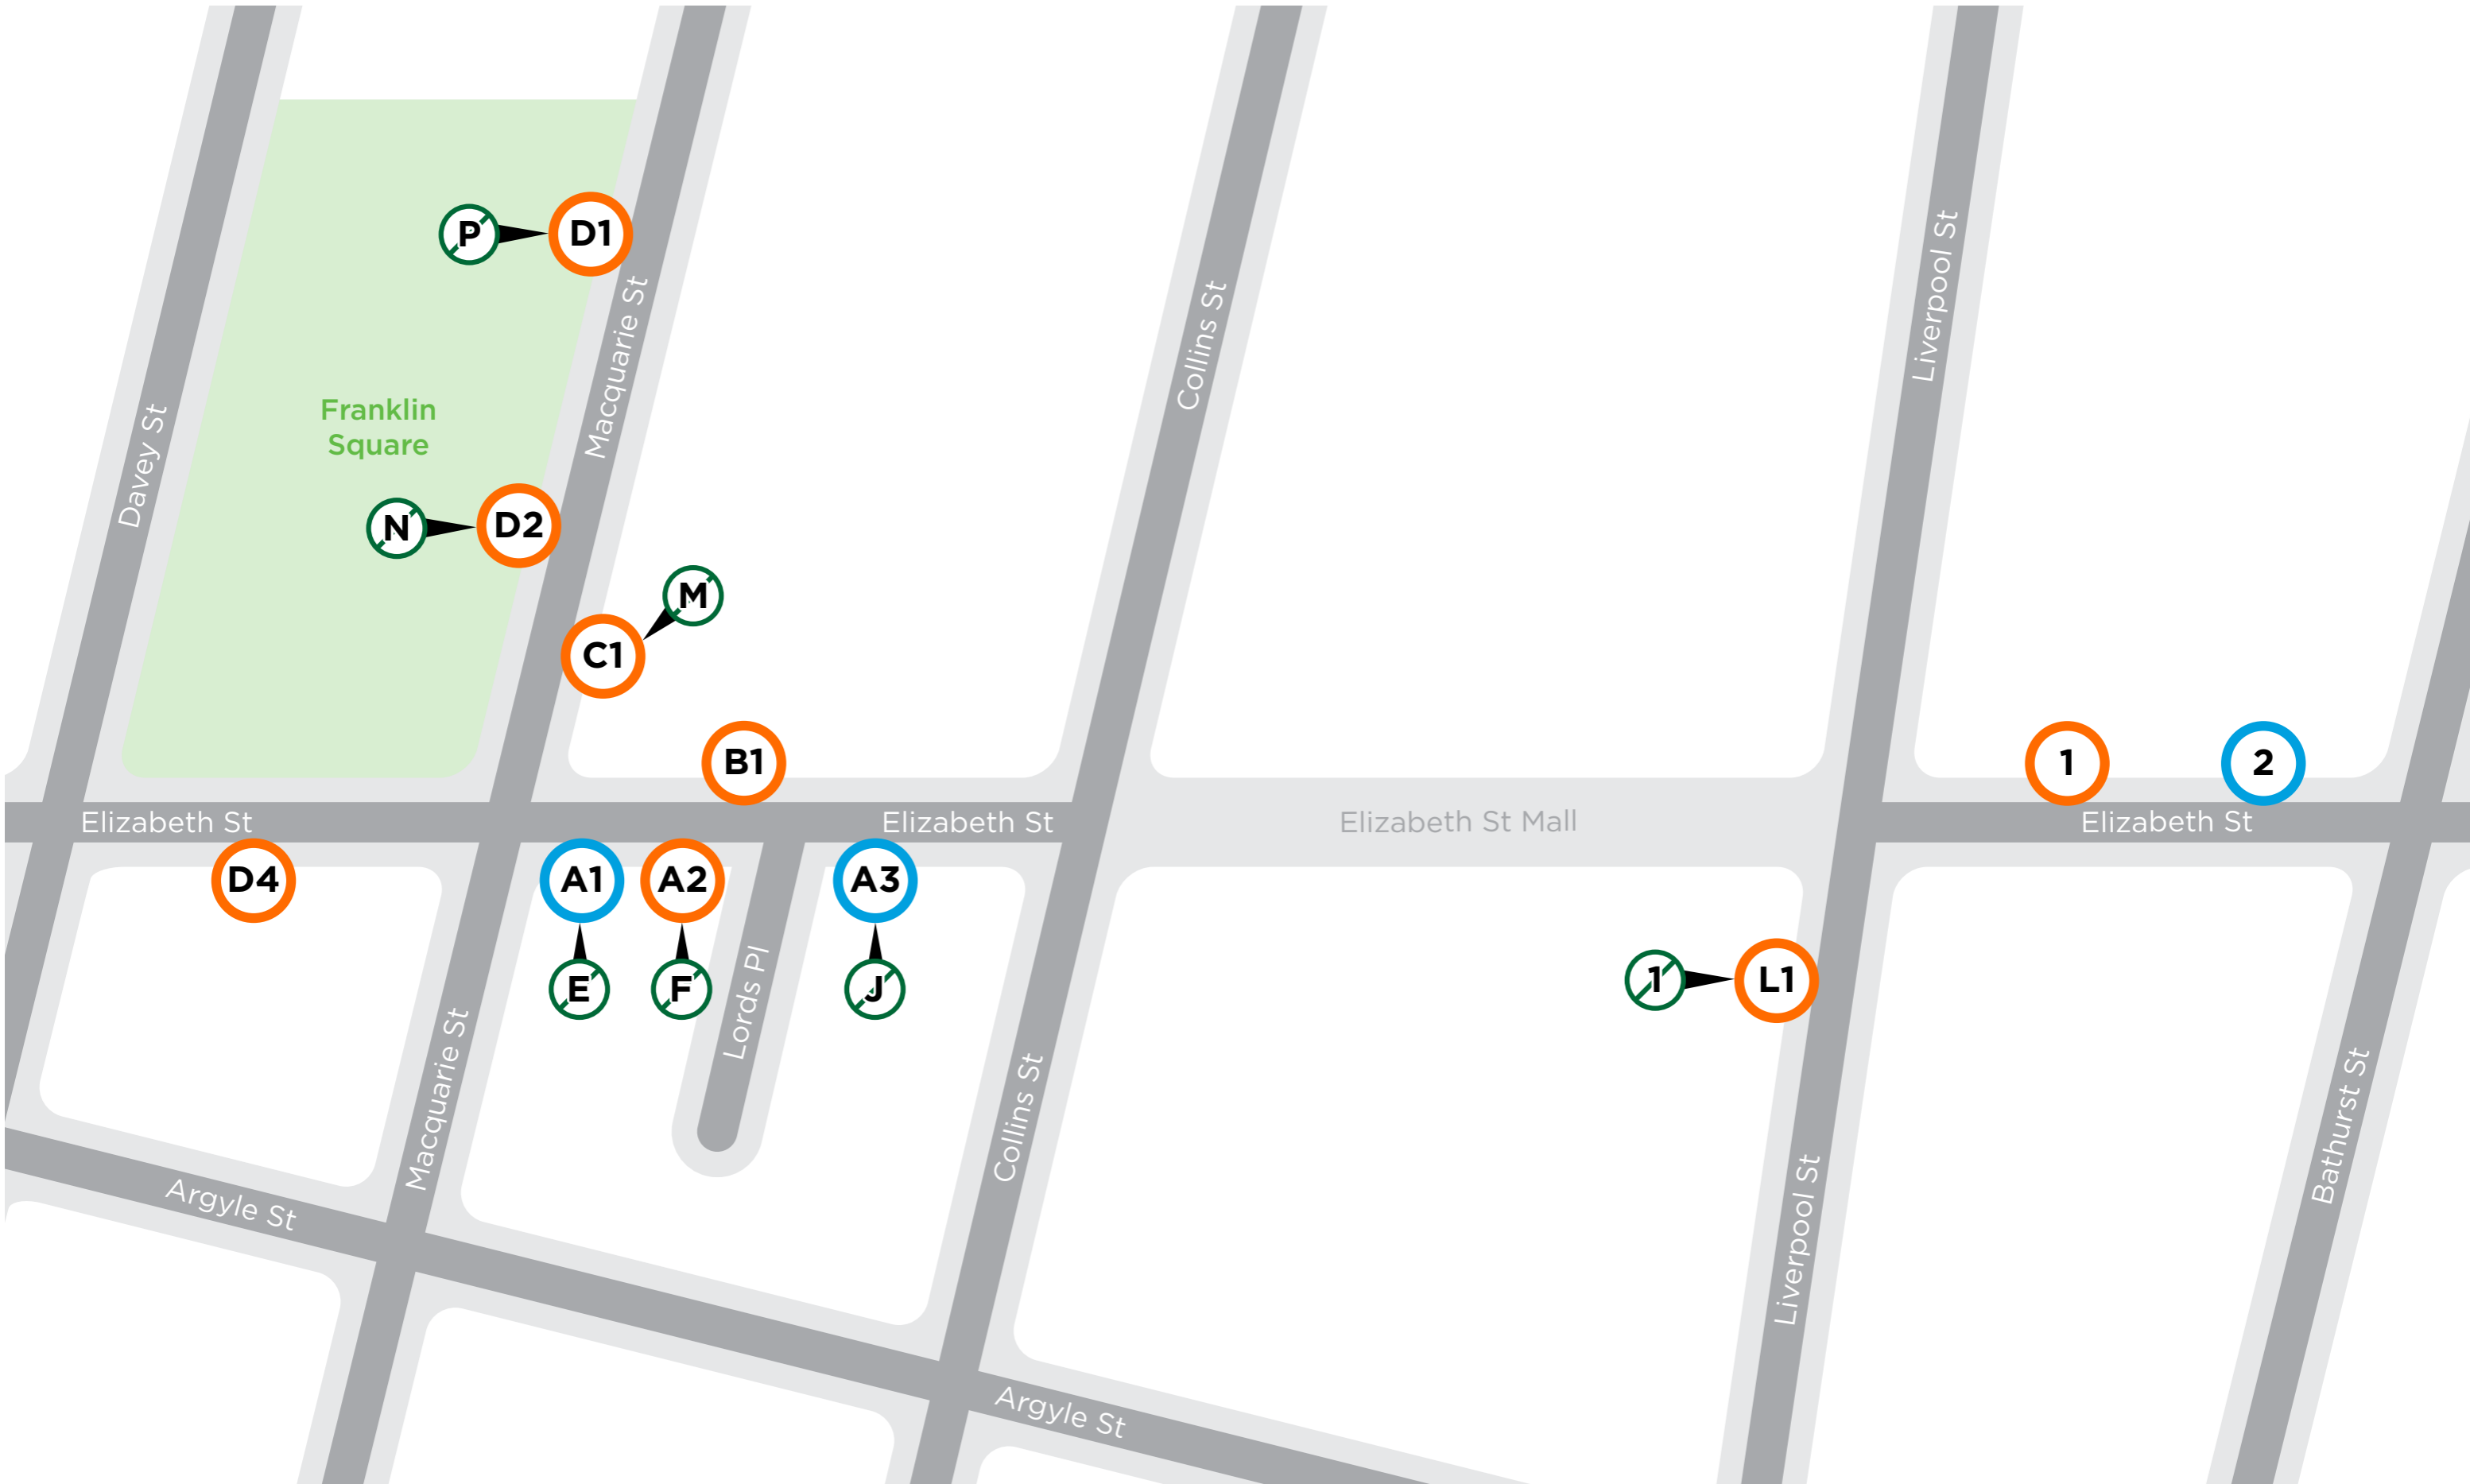 P
D1
Macquarie St
Collins St
Liverpool St
Franklin
Square
Davey St
N
D2
M
C1
B1
1
2
Elizabeth St
Elizabeth St
Elizabeth St Mall
Elizabeth St
D4
A1
A2
A3
E
F
J
Lords Pl
1
L1
Macquarie St
Collins St
Bathurst St
Liverpool St
Argyle St
Argyle St